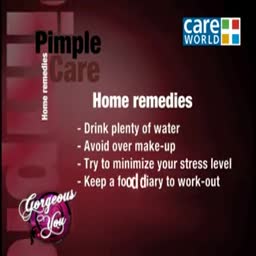 Pimple
Care
Home remedies
care
WORLD
Home remedies
- Drink plenty of water
- Avoid over make-up
- Try to minimize your stress level
- Keep a food diary to work-out
Gorgeous
You